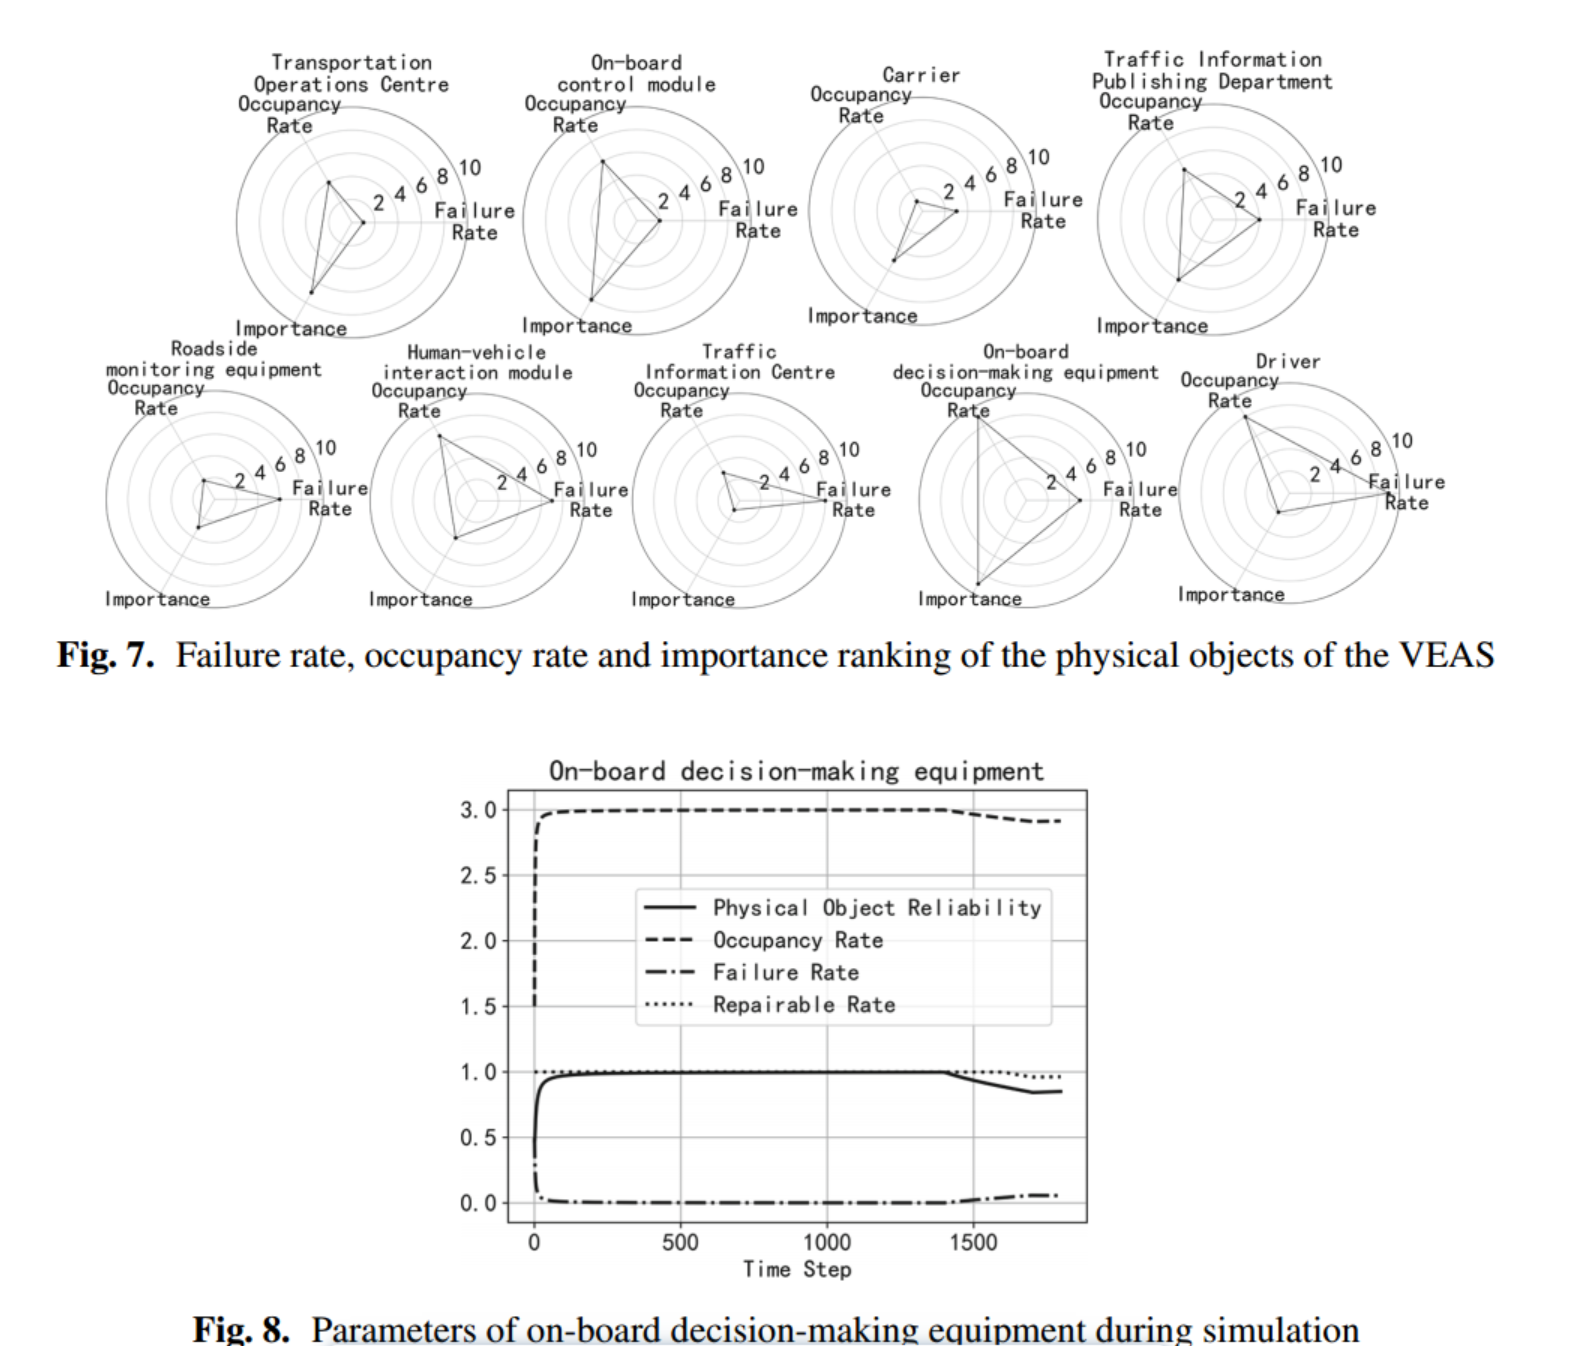 Transportation
Operations Centre
Occupancy
Rate
2 4 6 8 10
Failure
Rate
Importance
On-board
control module
Occupancy
Rate
2 4 6 8 10
Failure
Rate
Importance
Carrier
Occupancy
Rate
2 4 6 8 10
Failure
Rate
Importance
Traffic Information
Publishing Department
Occupancy
Rate
2 4 6 8 10
Failure
Rate
Importance
Roadside
monitoring equipment
Occupancy
Rate
2 4 6 8 10
Failure
Rate
Importance
Human-vehicle
interaction module
Occupancy
Rate
2 4 6 8 10
Failure
Rate
Importance
Traffic
Information Centre
Occupancy
Rate
2 4 6 8 10
Failure
Rate
Importance
On-board
decision-making equipment
Occupancy
Rate
2 4 6 8 10
Failure
Rate
Importance
Driver
Occupancy
Rate
2 4 6 8 10
Failure
Rate
Importance
Fig. 7. Failure rate, occupancy rate and importance ranking of the physical objects of the VEAS
On-board decision-making equipment
3.0
2.5
2.0
1.5
1.0
0.5
0.0
Physical Object Reliability
Occupancy Rate
Failure Rate
Repairable Rate
0 500 1000 1500
Time Step
Fig. 8. Parameters of on-board decision-making equipment during simulation